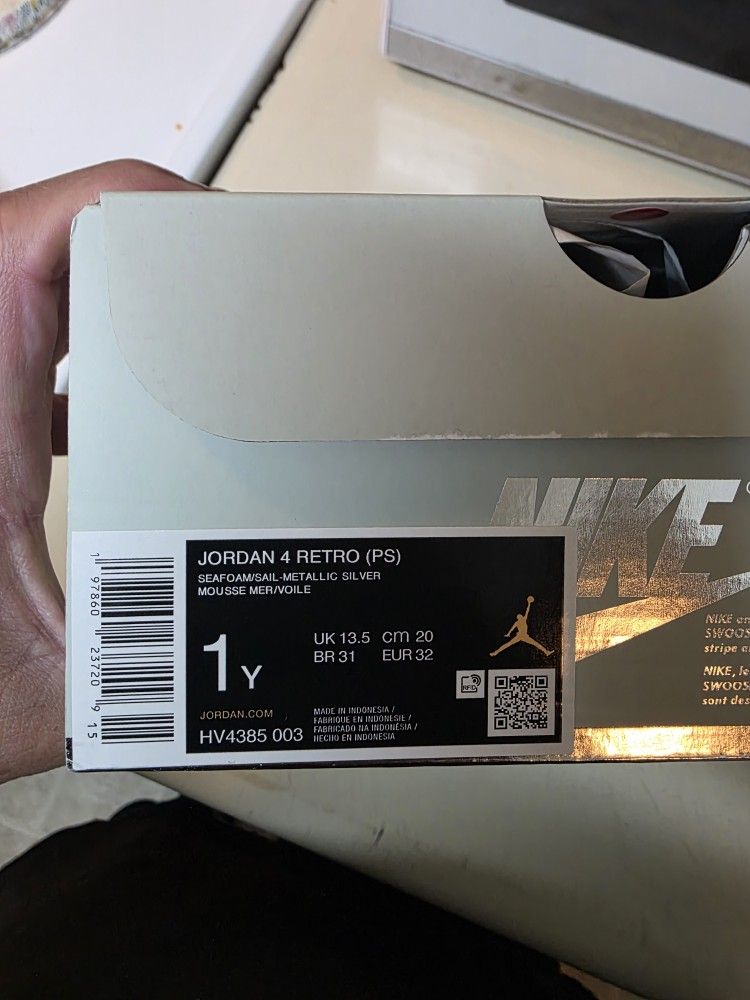 NIKE
JORDAN 4 RETRO (PS)
SEAFOAM/SAIL-METALLIC SILVER
MOUSSE MER/VOILE
1Y
UK 13.5 cm 20
BR 31 EUR 32
JORDAN.COM
HV4385 003
MADE IN INDONESIA /
FABRIQUE EN INDONESIE /
FABRICADO NA INDONÉSIA /
HECHO EN INDONESIA
RFID
1 97860 23720 9 15
NIKE
SWOOS
stripe
NIKE, le
SWOOS
sont des